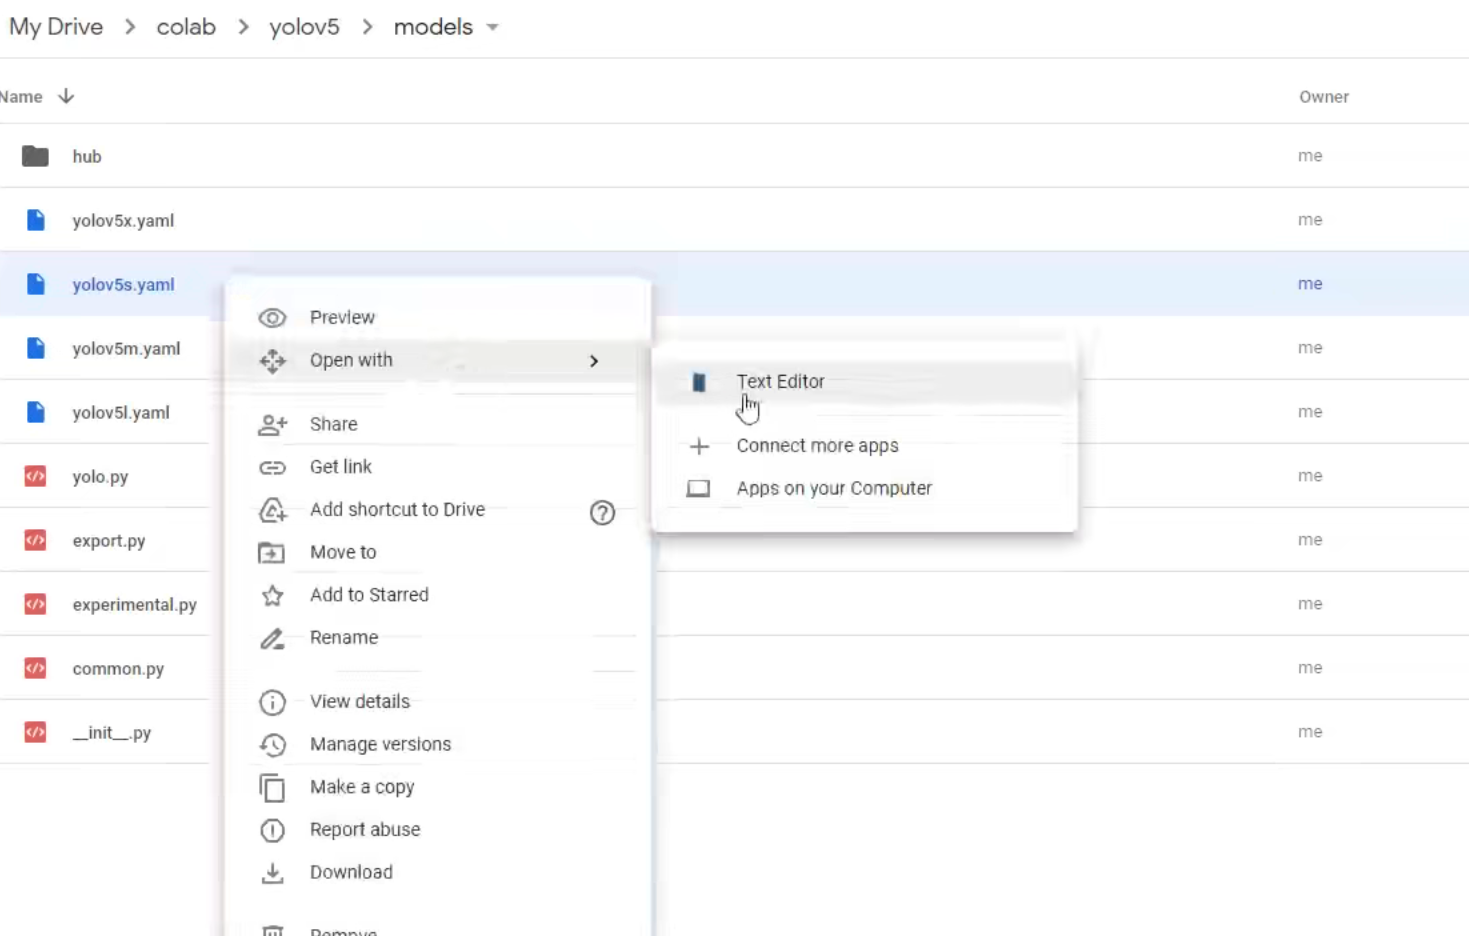 My Drive > colab > yolov5 > models
Name Owner
hub me
yolov5x.yaml me
yolov5s.yaml me
Preview
yolov5m.yaml me
Open with
Text Editor
yolov5l.yaml me
Share
Connect more apps
Get link
yolo.py me
Apps on your Computer
Add shortcut to Drive
export.py me
Move to
Add to Starred
experimental.py me
Rename
common.py me
View details
__init__.py me
Manage versions
Make a copy
Report abuse
Download
Remove